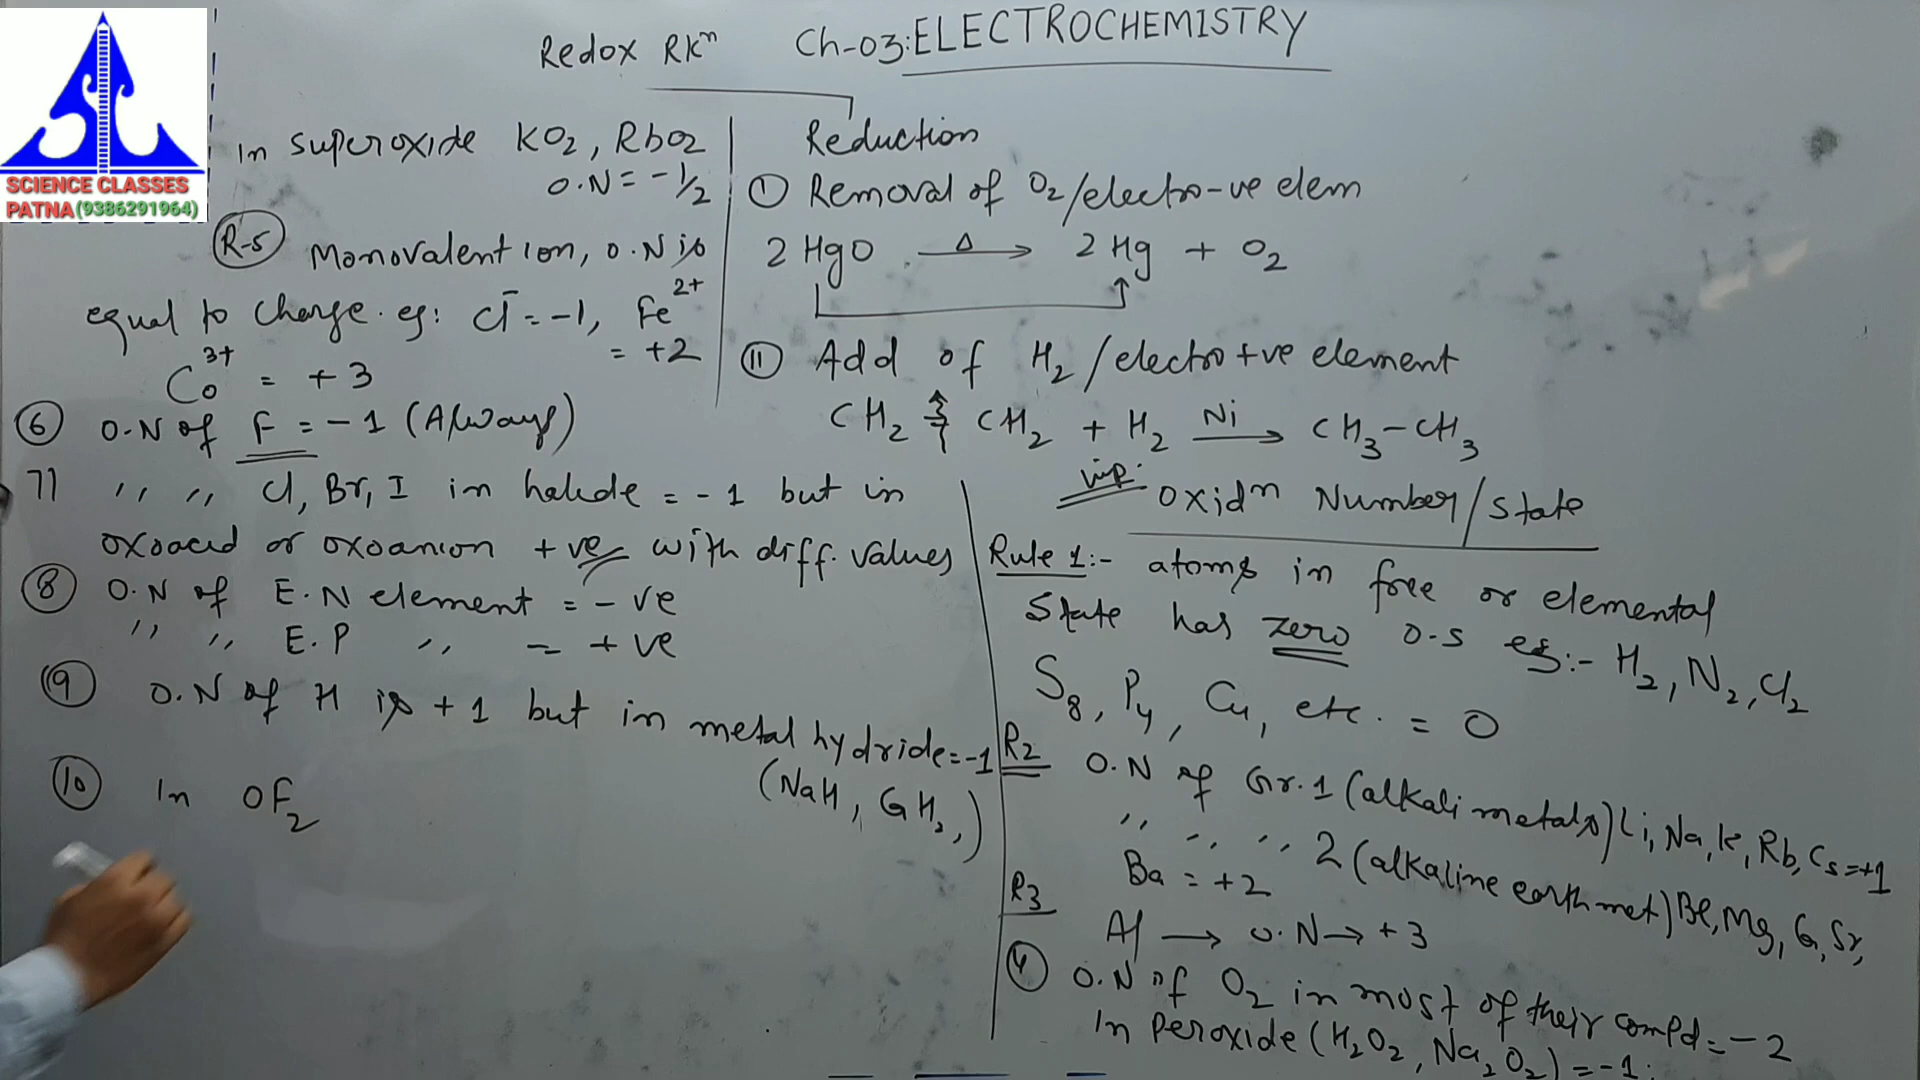 Redox RXⁿ Ch-03: ELECTROCHEMISTRY
SCIENCE CLASSES
PATNA (9386291964)
In superoxide KO₂, RbO₂
O.N = -1/2
R-5 Monovalent ion, O.N is
equal to charge. eg: Cl⁻ = -1, Fe²⁺
= +2
Co³⁺ = +3
6 O.N of F = -1 (Always)
7) ,, ,, Cl, Br, I in halide = -1 but in
oxoacid or oxoanion +ve with diff. values
8 O.N of E.N element = -ve
,, ,, E.P ,, = +ve
9 O.N of H is +1 but in metal hydride = -1
(NaH, CaH₂,)
10 In OF₂
Reduction
① Removal of O₂/electro-ve elem
2 HgO Δ→ 2 Hg + O₂
⑪ Add of H₂/electro+ve element
CH₂ CH₂ + H₂ Ni→ CH₃-CH₃
imp. Oxidⁿ Number/state
Rule 1:- atoms in free or elemental
State has zero O.S eg:- H₂, N₂, Cl₂
S₈, P₄, Cu, etc. = 0
R2 O.N of Gr.1 (alkali metals) Li, Na, K, Rb, Cs = +1
,, ,, ,, 2 (alkaline earth met) Be, Mg, Ca, Sr,
Ba = +2
R3 Al → O.N → +3
4 O.N of O₂ in most of their compd = -2
In peroxide (H₂O₂, Na₂O₂) = -1.